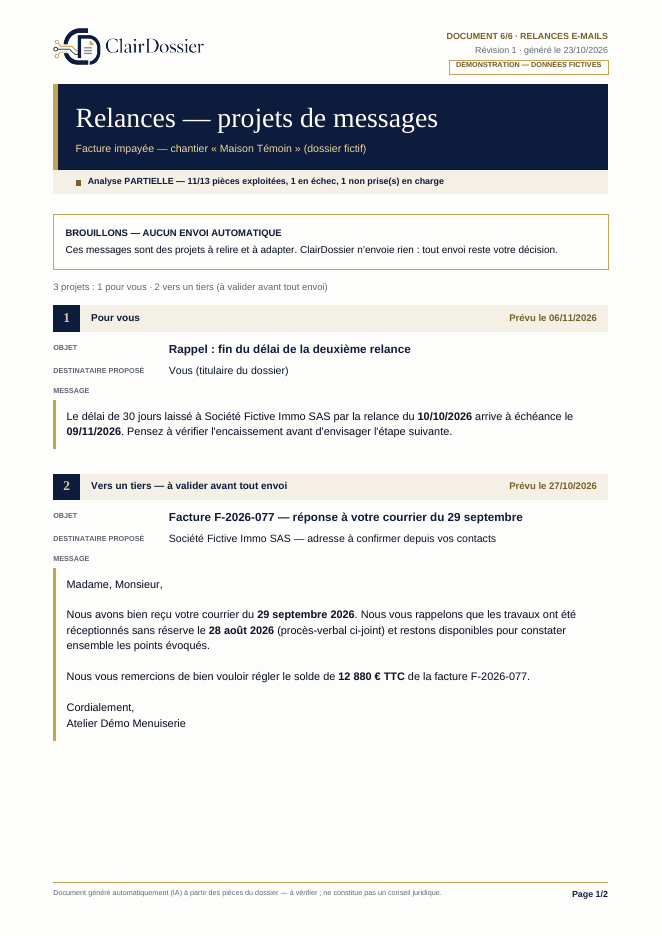 ClairDossier
DOCUMENT 6/6 · RELANCES E-MAILS
Révision 1 · généré le 23/10/2026
DÉMONSTRATION — DONNÉES FICTIVES
Relances — projets de messages
Facture impayée — chantier « Maison Témoin » (dossier fictif)
Analyse PARTIELLE — 11/13 pièces exploitées, 1 en échec, 1 non prise(s) en charge
BROUILLONS — AUCUN ENVOI AUTOMATIQUE
Ces messages sont des projets à relire et à adapter. ClairDossier n'envoie rien : tout envoi reste votre décision.
3 projets : 1 pour vous · 2 vers un tiers (à valider avant tout envoi)
1 Pour vous Prévu le 06/11/2026
OBJET Rappel : fin du délai de la deuxième relance
DESTINATAIRE PROPOSÉ Vous (titulaire du dossier)
MESSAGE
Le délai de 30 jours laissé à Société Fictive Immo SAS par la relance du 10/10/2026 arrive à échéance le
09/11/2026. Pensez à vérifier l'encaissement avant d'envisager l'étape suivante.
2 Vers un tiers — à valider avant tout envoi Prévu le 27/10/2026
OBJET Facture F-2026-077 — réponse à votre courrier du 29 septembre
DESTINATAIRE PROPOSÉ Société Fictive Immo SAS — adresse à confirmer depuis vos contacts
MESSAGE
Madame, Monsieur,
Nous avons bien reçu votre courrier du 29 septembre 2026. Nous vous rappelons que les travaux ont été
réceptionnés sans réserve le 28 août 2026 (procès-verbal ci-joint) et restons disponibles pour constater
ensemble les points évoqués.
Nous vous remercions de bien vouloir régler le solde de 12 880 € TTC de la facture F-2026-077.
Cordialement,
Atelier Démo Menuiserie
Document généré automatiquement (IA) à partir des pièces du dossier — à vérifier ; ne constitue pas un conseil juridique.
Page 1/2